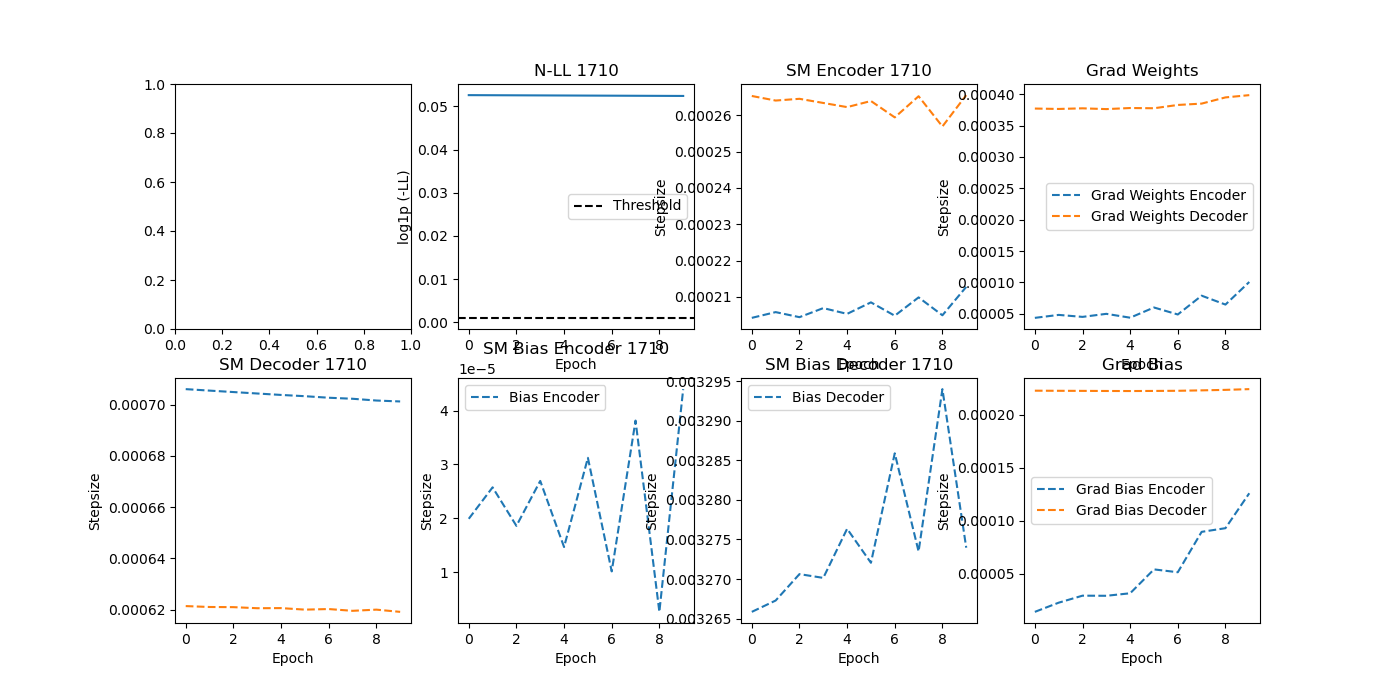 1.0
0.8
0.6
0.4
0.2
0.0
0.0 0.2 0.4 0.6 0.8 1.0
N-LL 1710
log1p (-LL)
0.05
0.04
0.03
0.02
0.01
0.00
Threshold
0 2 4 6 8
Epoch
SM Encoder 1710
Stepsize
0.00026
0.00025
0.00024
0.00023
0.00022
0.00021
0 2 4 6 8
Epoch
Grad Weights
Stepsize
0.00040
0.00035
0.00030
0.00025
0.00020
0.00015
0.00010
0.00005
Grad Weights Encoder
Grad Weights Decoder
0 2 4 6 8
Epoch
SM Decoder 1710
Stepsize
0.00070
0.00068
0.00066
0.00064
0.00062
0 2 4 6 8
Epoch
SM Bias Encoder 1710
1e−5
Stepsize
4
3
2
1
Bias Encoder
0 2 4 6 8
Epoch
SM Bias Decoder 1710
Stepsize
0.003295
0.003290
0.003285
0.003280
0.003275
0.003270
0.003265
Bias Decoder
0 2 4 6 8
Epoch
Grad Bias
Stepsize
0.00020
0.00015
0.00010
0.00005
Grad Bias Encoder
Grad Bias Decoder
0 2 4 6 8
Epoch